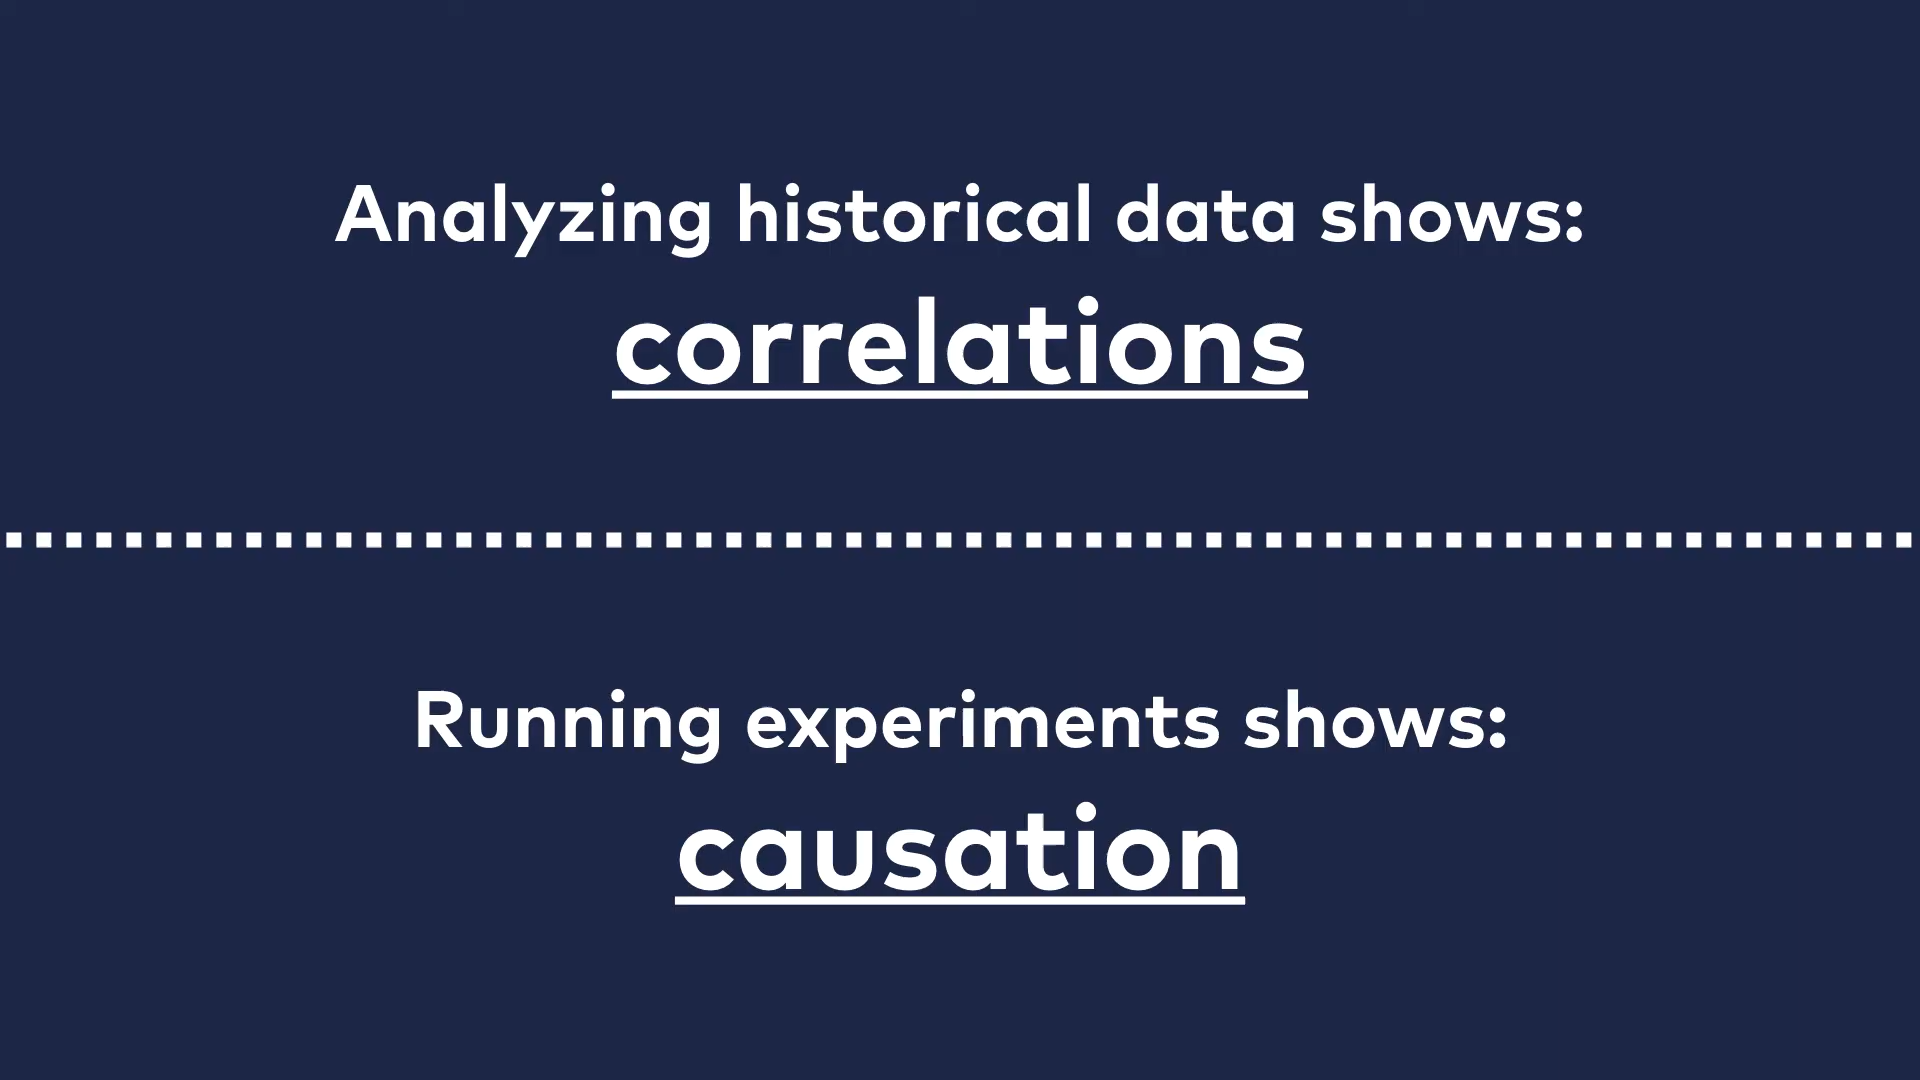 Analyzing historical data shows:
correlations
Running experiments shows:
causation